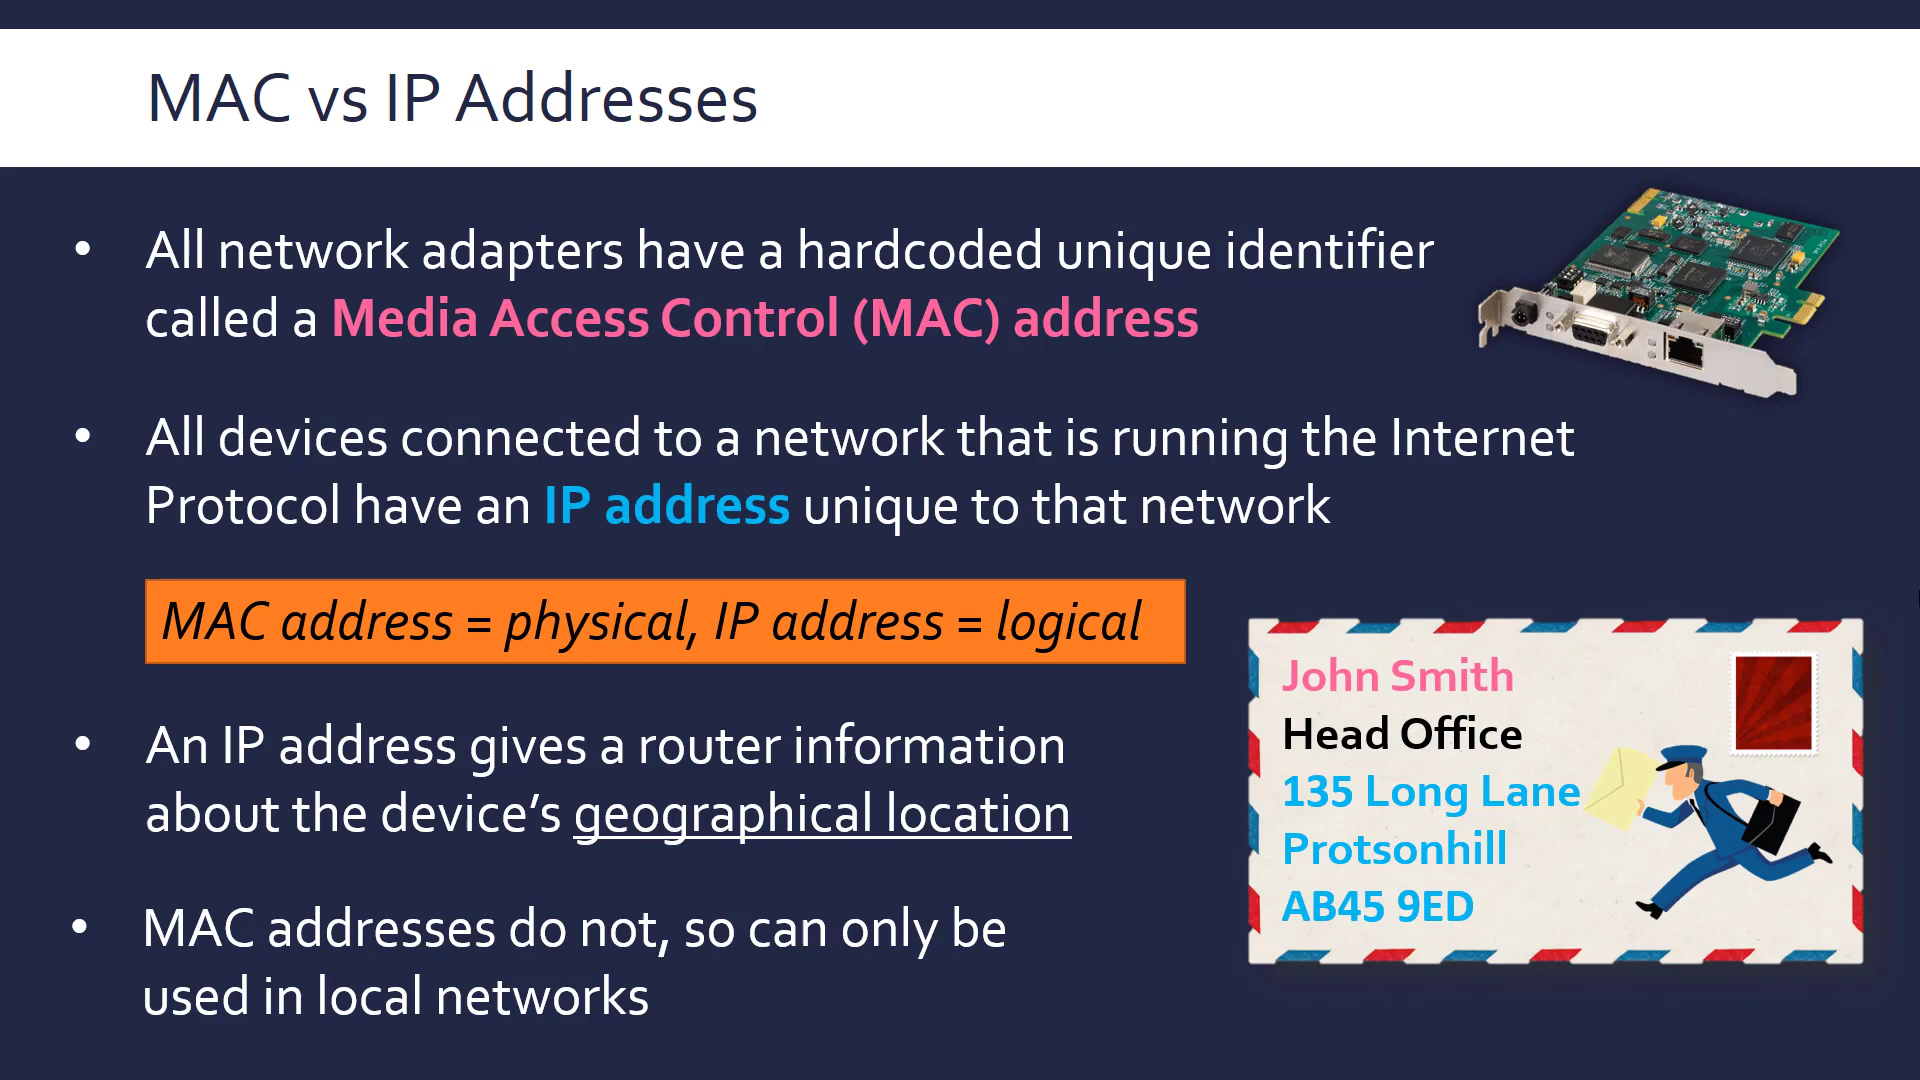 MAC vs IP Addresses
• All network adapters have a hardcoded unique identifier
called a Media Access Control (MAC) address
• All devices connected to a network that is running the Internet
Protocol have an IP address unique to that network
MAC address = physical, IP address = logical
• An IP address gives a router information
about the device’s geographical location
• MAC addresses do not, so can only be
used in local networks
John Smith
Head Office
135 Long Lane
Protsonhill
AB45 9ED